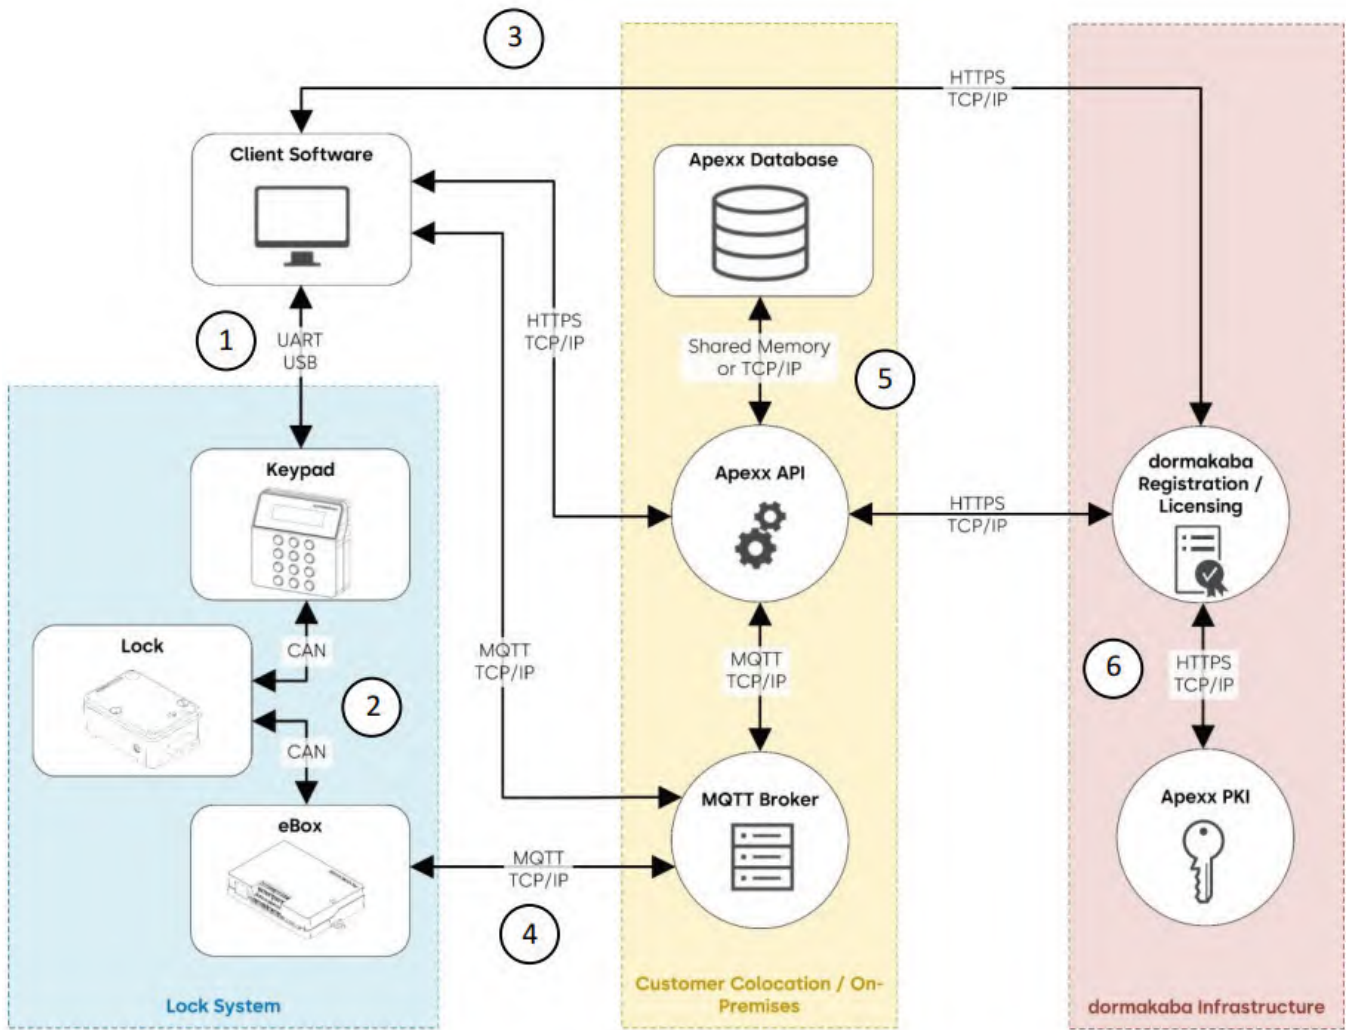 3
HTTPS
TCP/IP
Client Software
Apexx Database
1
UART
USB
HTTPS
TCP/IP
Shared Memory
or TCP/IP
5
Keypad
Apexx API
HTTPS
TCP/IP
dormakaba
Registration /
Licensing
Lock
CAN
2
CAN
MQTT
TCP/IP
MQTT
TCP/IP
6
HTTPS
TCP/IP
eBox
MQTT
TCP/IP
4
MQTT Broker
Apexx PKI
Lock System
Customer Colocation / On-
Premises
dormakaba Infrastructure